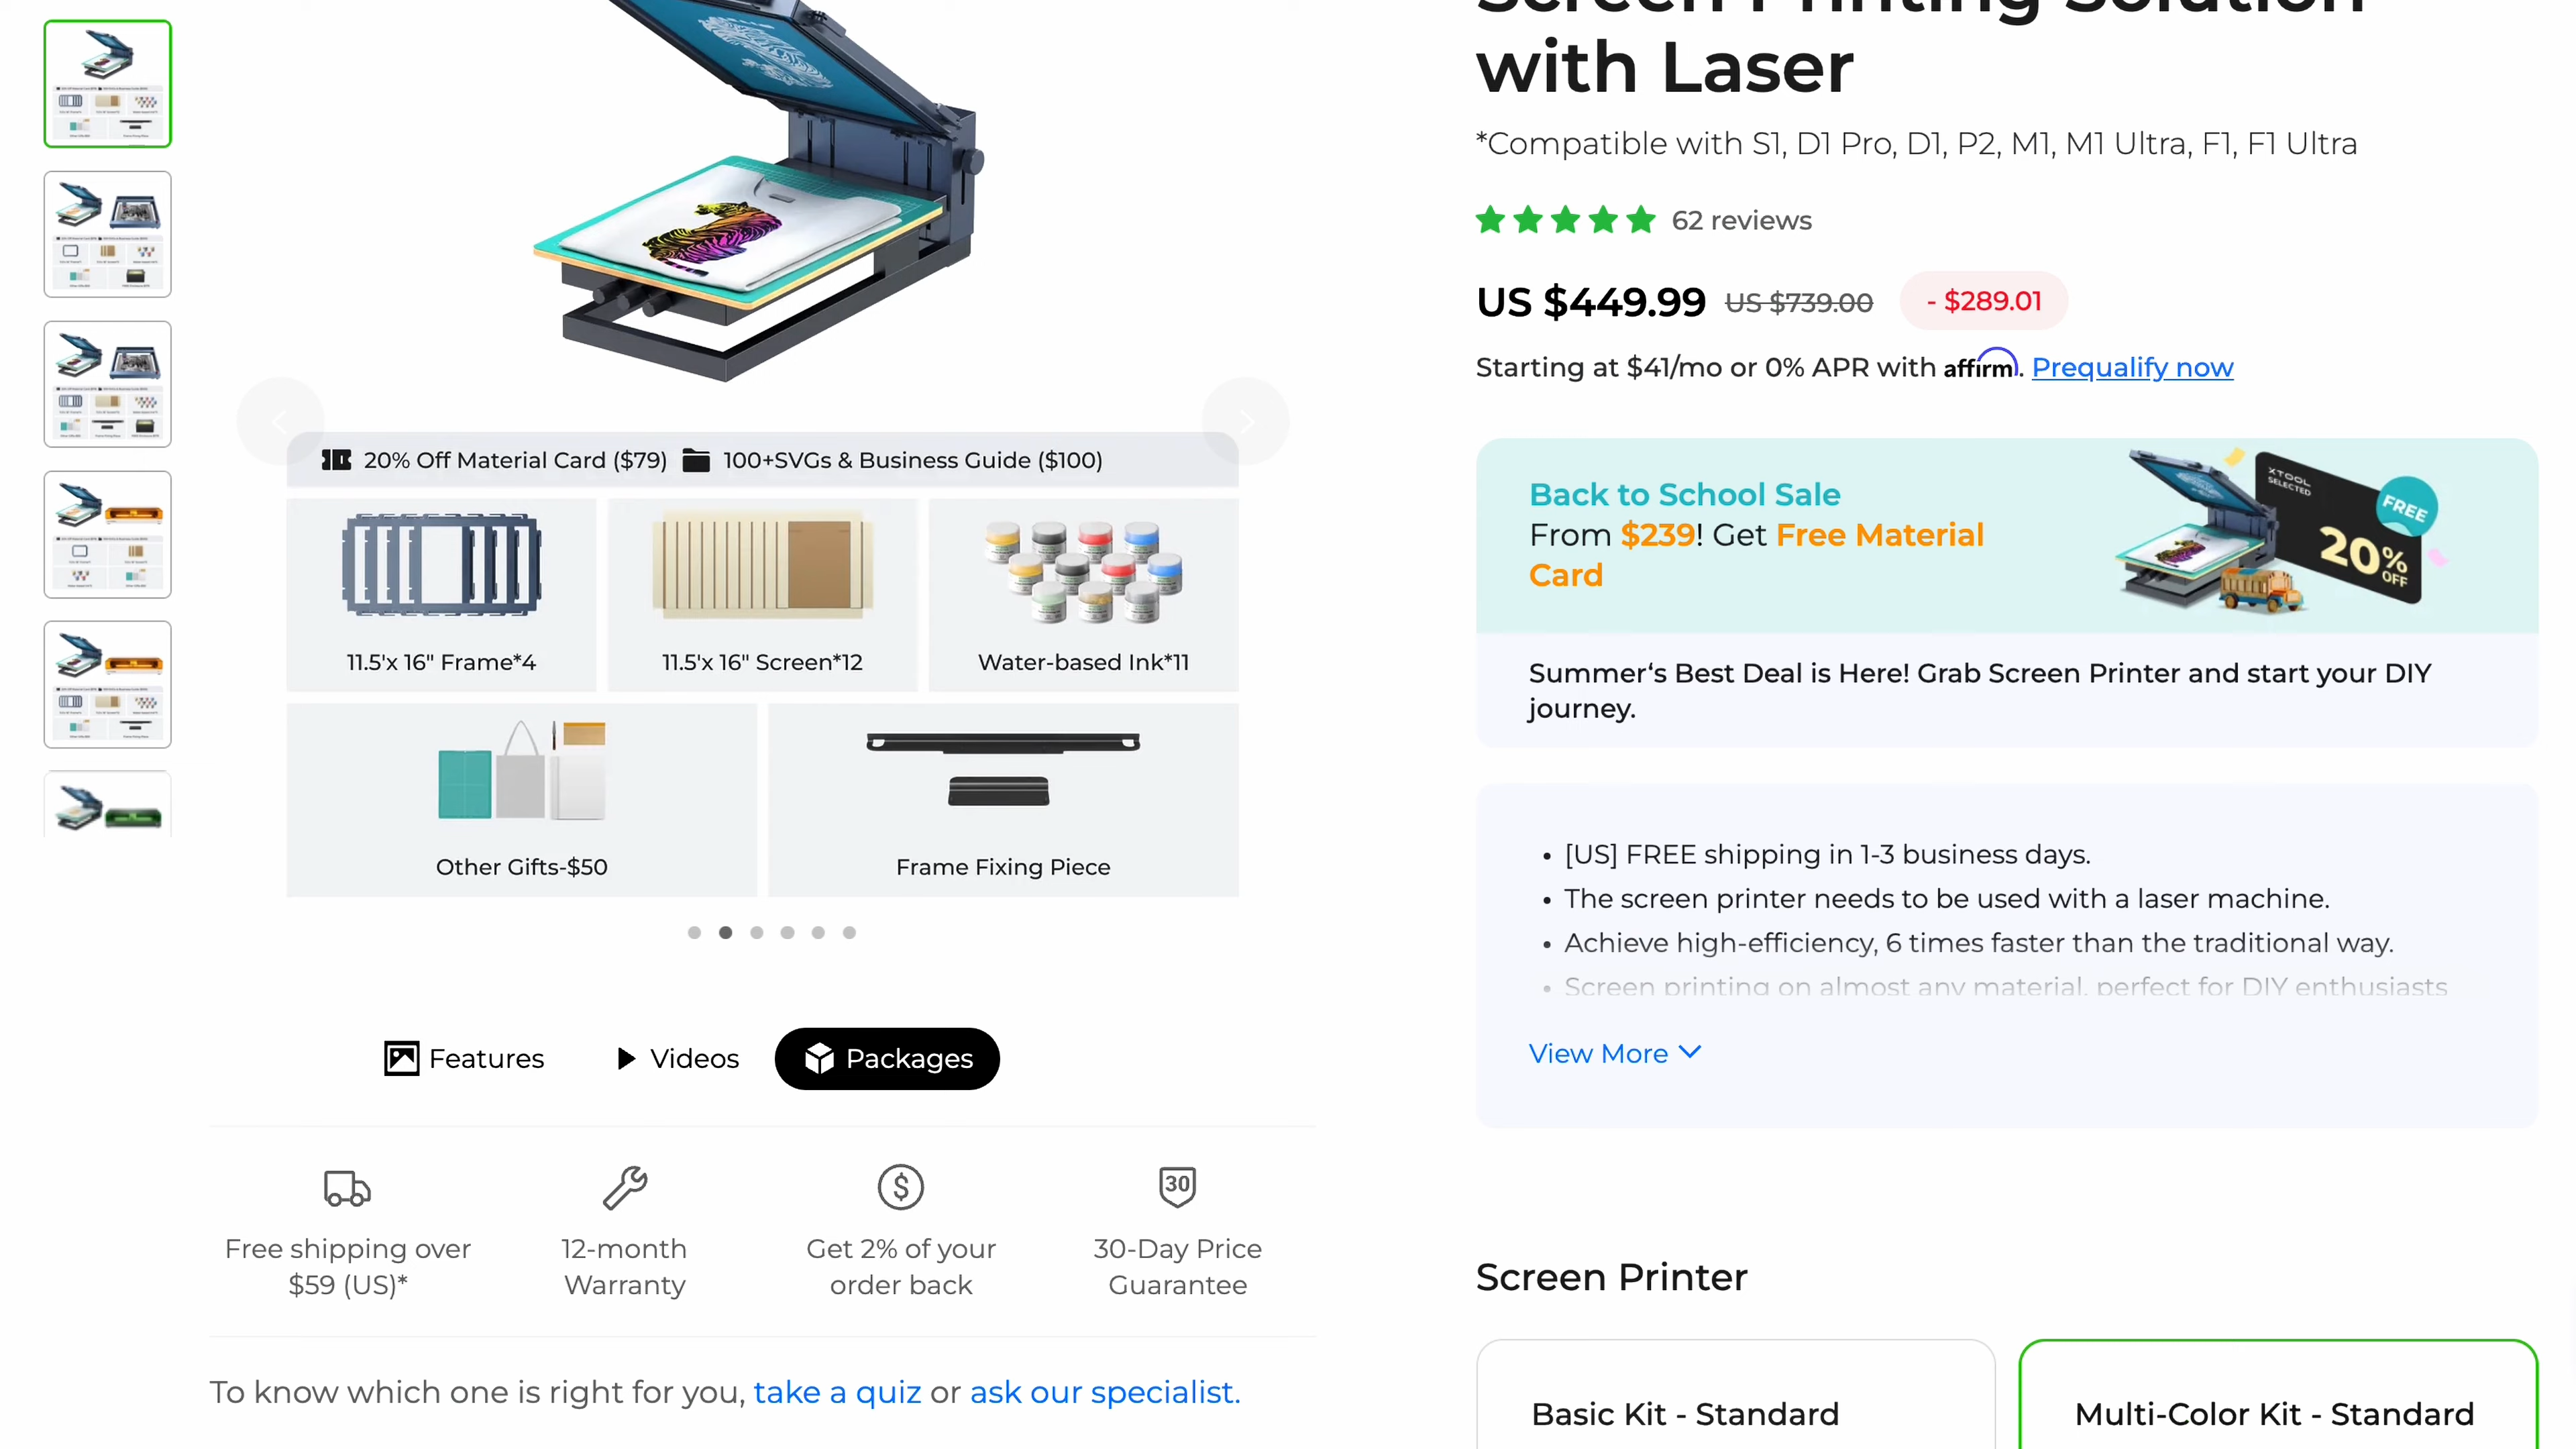 Screen Printing Solution
with Laser
*Compatible with S1, D1 Pro, D1, P2, M1, M1 Ultra, F1, F1 Ultra
62 reviews
US $449.99 US $739.00 - $289.01
Starting at $41/mo or 0% APR with affirm. Prequalify now
Back to School Sale
From $239! Get Free Material
Card
XTOOL
SELECTED
FREE
20%
OFF
Summer‘s Best Deal is Here! Grab Screen Printer and start your DIY
journey.
• [US] FREE shipping in 1-3 business days.
• The screen printer needs to be used with a laser machine.
• Achieve high-efficiency, 6 times faster than the traditional way.
• Screen printing on almost any material, perfect for DIY enthusiasts
View More
Screen Printer
Basic Kit - Standard
Multi-Color Kit - Standard
20% Off Material Card ($79) 100+SVGs & Business Guide ($100)
11.5'x 16" Frame*4
11.5'x 16" Screen*12
Water-based Ink*11
Other Gifts-$50
Frame Fixing Piece
Features
Videos
Packages
Free shipping over
$59 (US)*
12-month
Warranty
$
Get 2% of your
order back
30
30-Day Price
Guarantee
To know which one is right for you, take a quiz or ask our specialist.